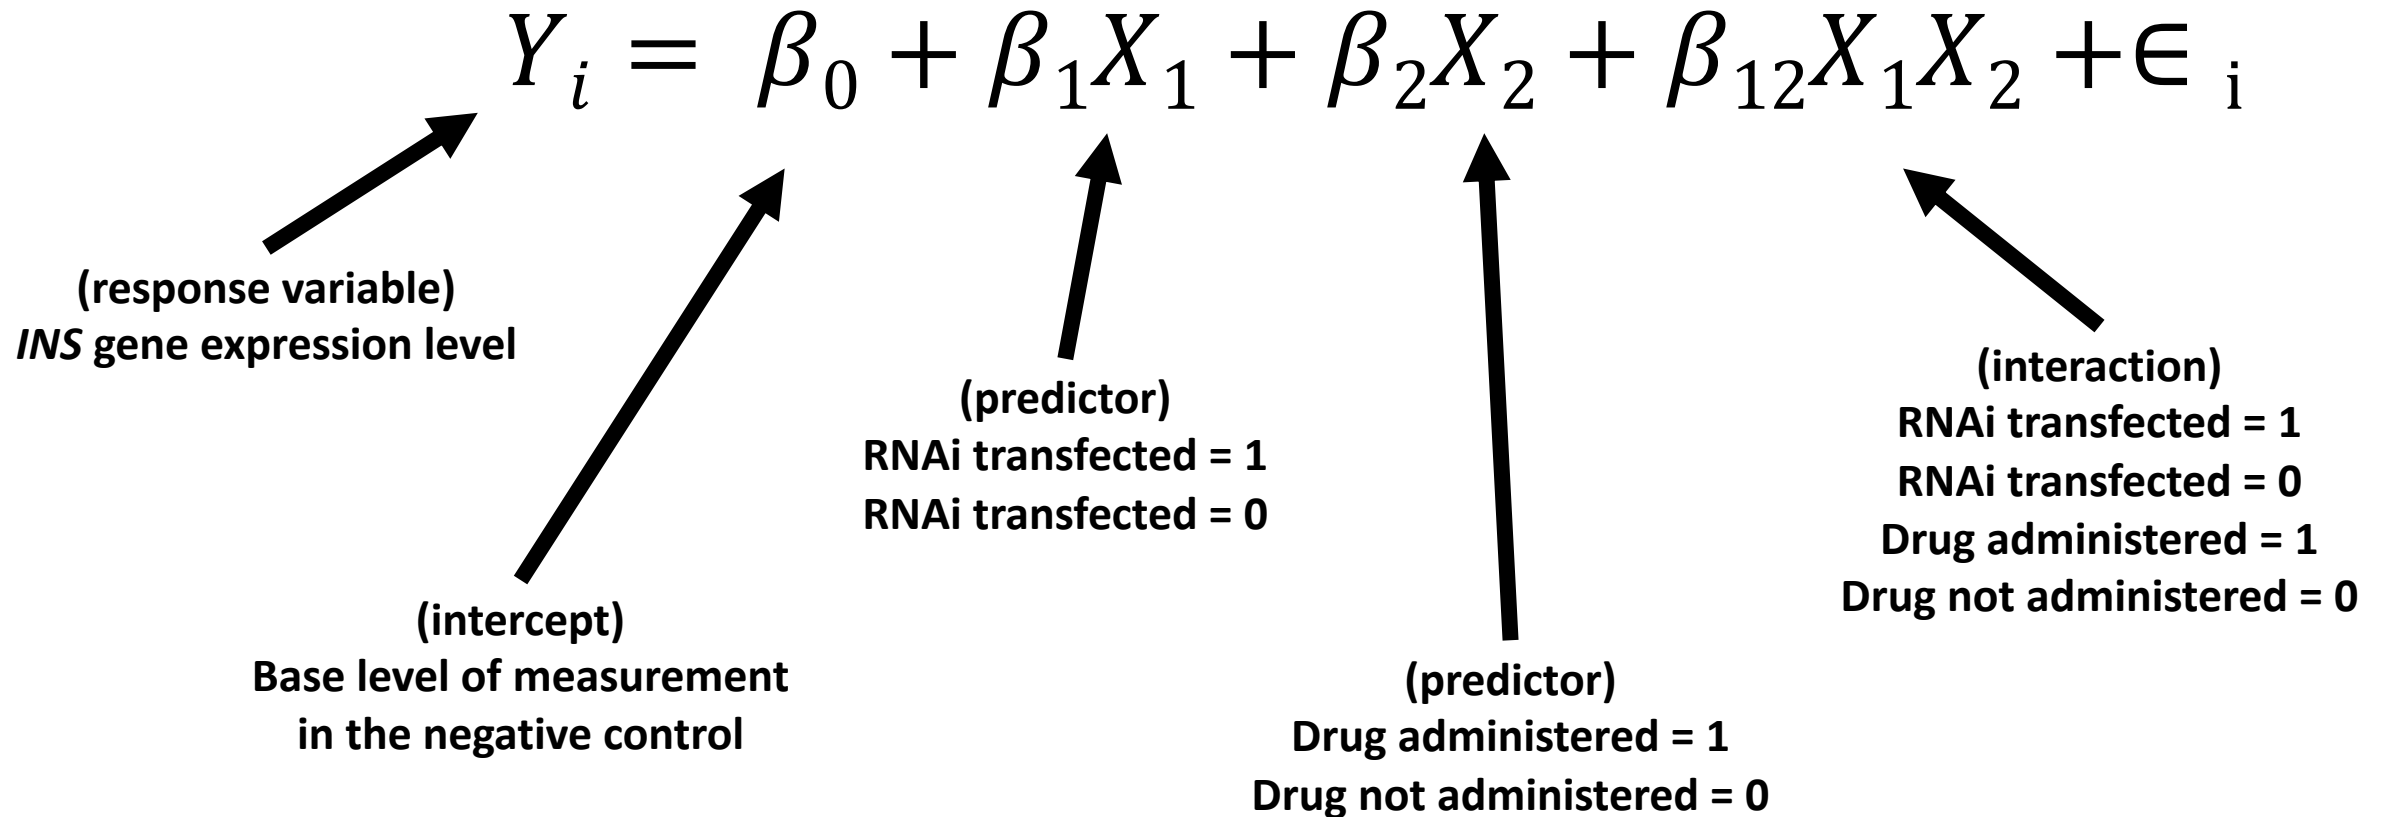 Yᵢ = β₀ + β₁X₁ + β₂X₂ + β₁₂X₁X₂ +∈ ᵢ
(response variable)
INS gene expression level
(intercept)
Base level of measurement
in the negative control
(predictor)
RNAi transfected = 1
RNAi transfected = 0
(predictor)
Drug administered = 1
Drug not administered = 0
(interaction)
RNAi transfected = 1
RNAi transfected = 0
Drug administered = 1
Drug not administered = 0